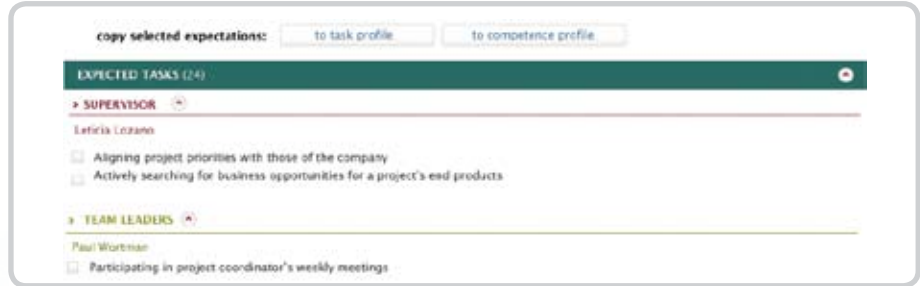 copy selected expectations: to task profile to competence profile
EXPECTED TASKS (24)
› SUPERVISOR
Leticia Lozano
Aligning project priorities with those of the company
Actively searching for business opportunities for a project's end products
› TEAM LEADERS
Paul Wortman
Participating in project coordinator's weekly meetings